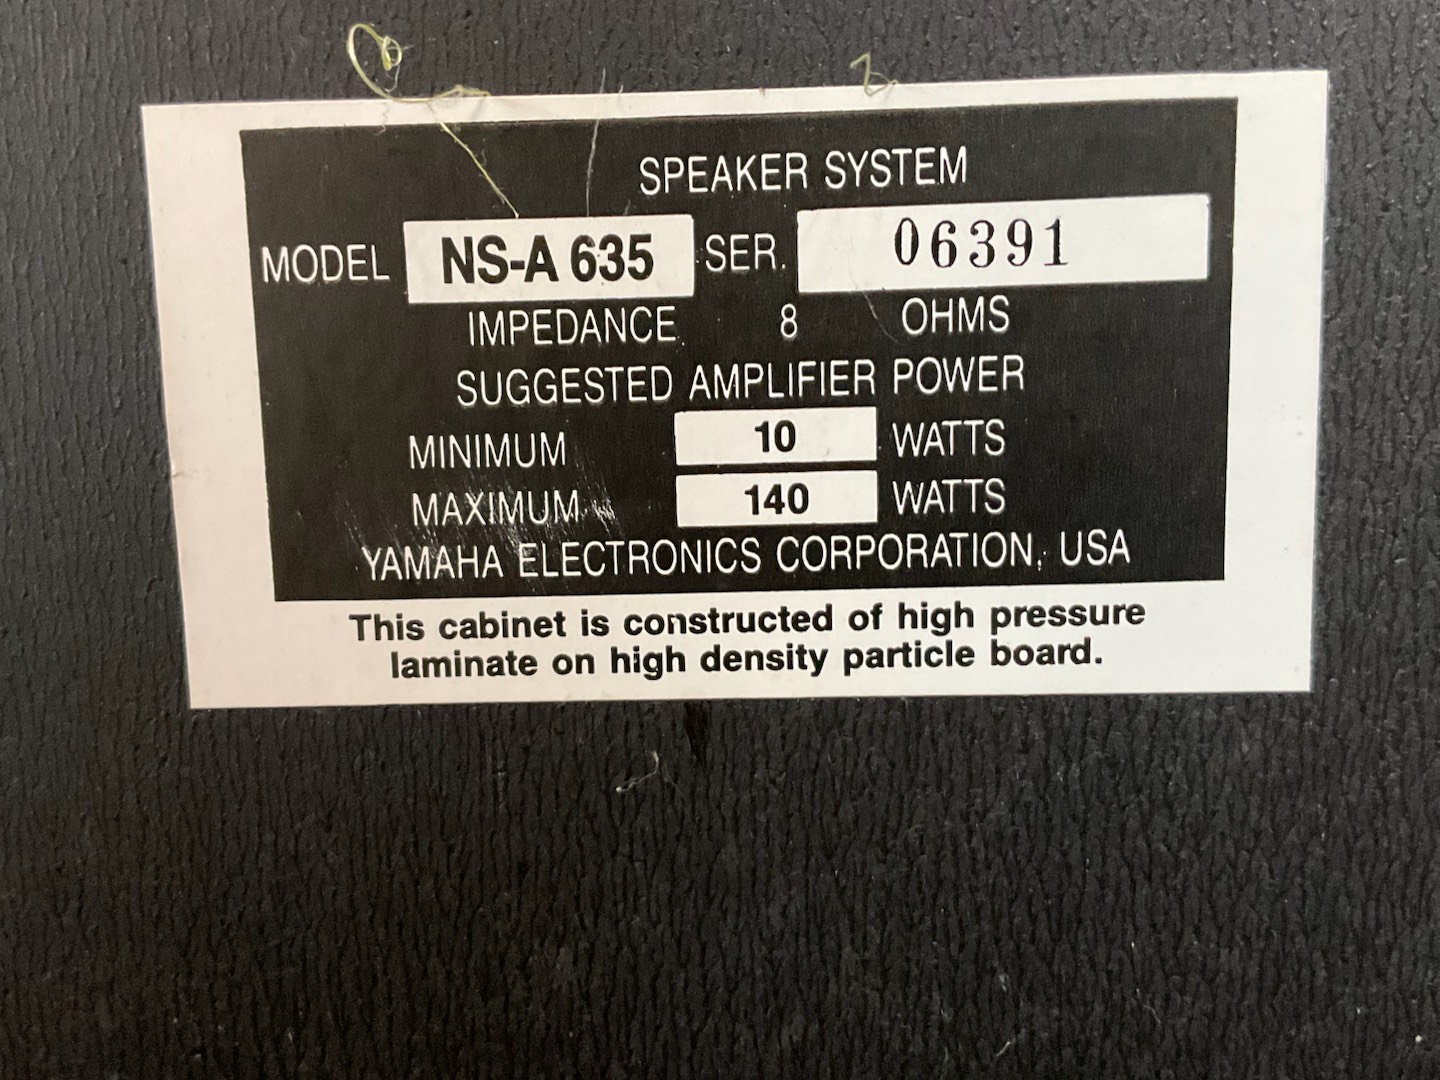 SPEAKER SYSTEM
MODEL NS-A 635 SER. 06391
IMPEDANCE 8 OHMS
SUGGESTED AMPLIFIER POWER
MINIMUM 10 WATTS
MAXIMUM 140 WATTS
YAMAHA ELECTRONICS CORPORATION, USA
This cabinet is constructed of high pressure
laminate on high density particle board.